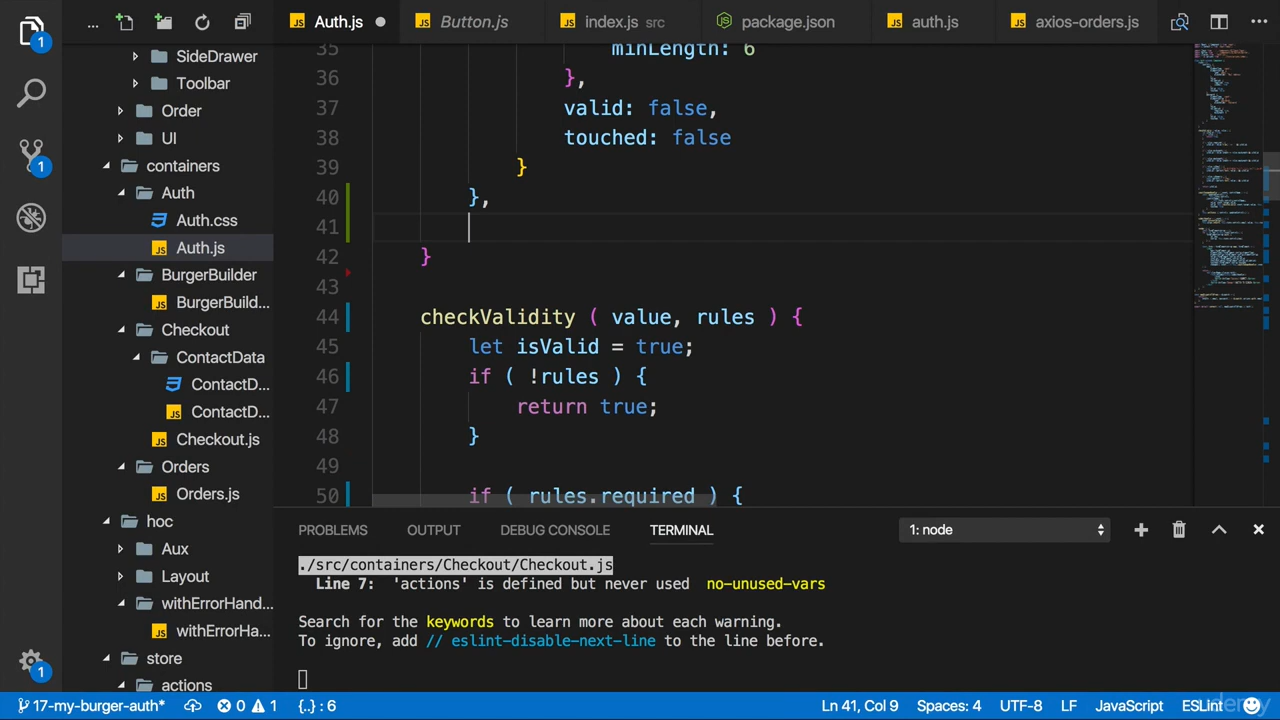 ...
Auth.js
Button.js
index.js src
package.json
auth.js
axios-orders.js
...
1
1
1
SideDrawer
Toolbar
Order
UI
containers
Auth
Auth.css
Auth.js
BurgerBuilder
BurgerBuild...
Checkout
ContactData
ContactD...
ContactD...
Checkout.js
Orders
Orders.js
hoc
Aux
Layout
withErrorHand...
withErrorHa...
store
actions
35 minLength: 6
36 },
37 valid: false,
38 touched: false
39 }
40 },
41
42 }
43
44 checkValidity ( value, rules ) {
45 let isValid = true;
46 if ( !rules ) {
47 return true;
48 }
49
50 if ( rules.required ) {
PROBLEMS OUTPUT DEBUG CONSOLE TERMINAL 1: node
./src/containers/Checkout/Checkout.js
Line 7: 'actions' is defined but never used no-unused-vars
Search for the keywords to learn more about each warning.
To ignore, add // eslint-disable-next-line to the line before.
17-my-burger-auth* 0 1 {..} : 6 Ln 41, Col 9 Spaces: 4 UTF-8 LF JavaScript ESLint
udemy